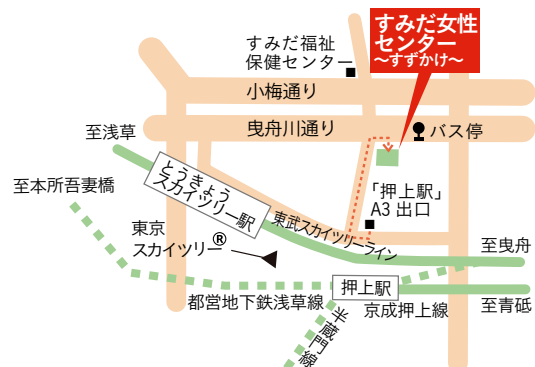 すみだ女性
センター
～すずかけ～
すみだ福祉
保健センター
小梅通り
曳舟川通り
バス停
至浅草
とうきょう
スカイツリー駅
至本所吾妻橋
「押上駅」
A3 出口
東京
スカイツリー®
東武スカイツリーライン
至曳舟
押上駅
都営地下鉄浅草線
京成押上線
至青砥
半蔵門線